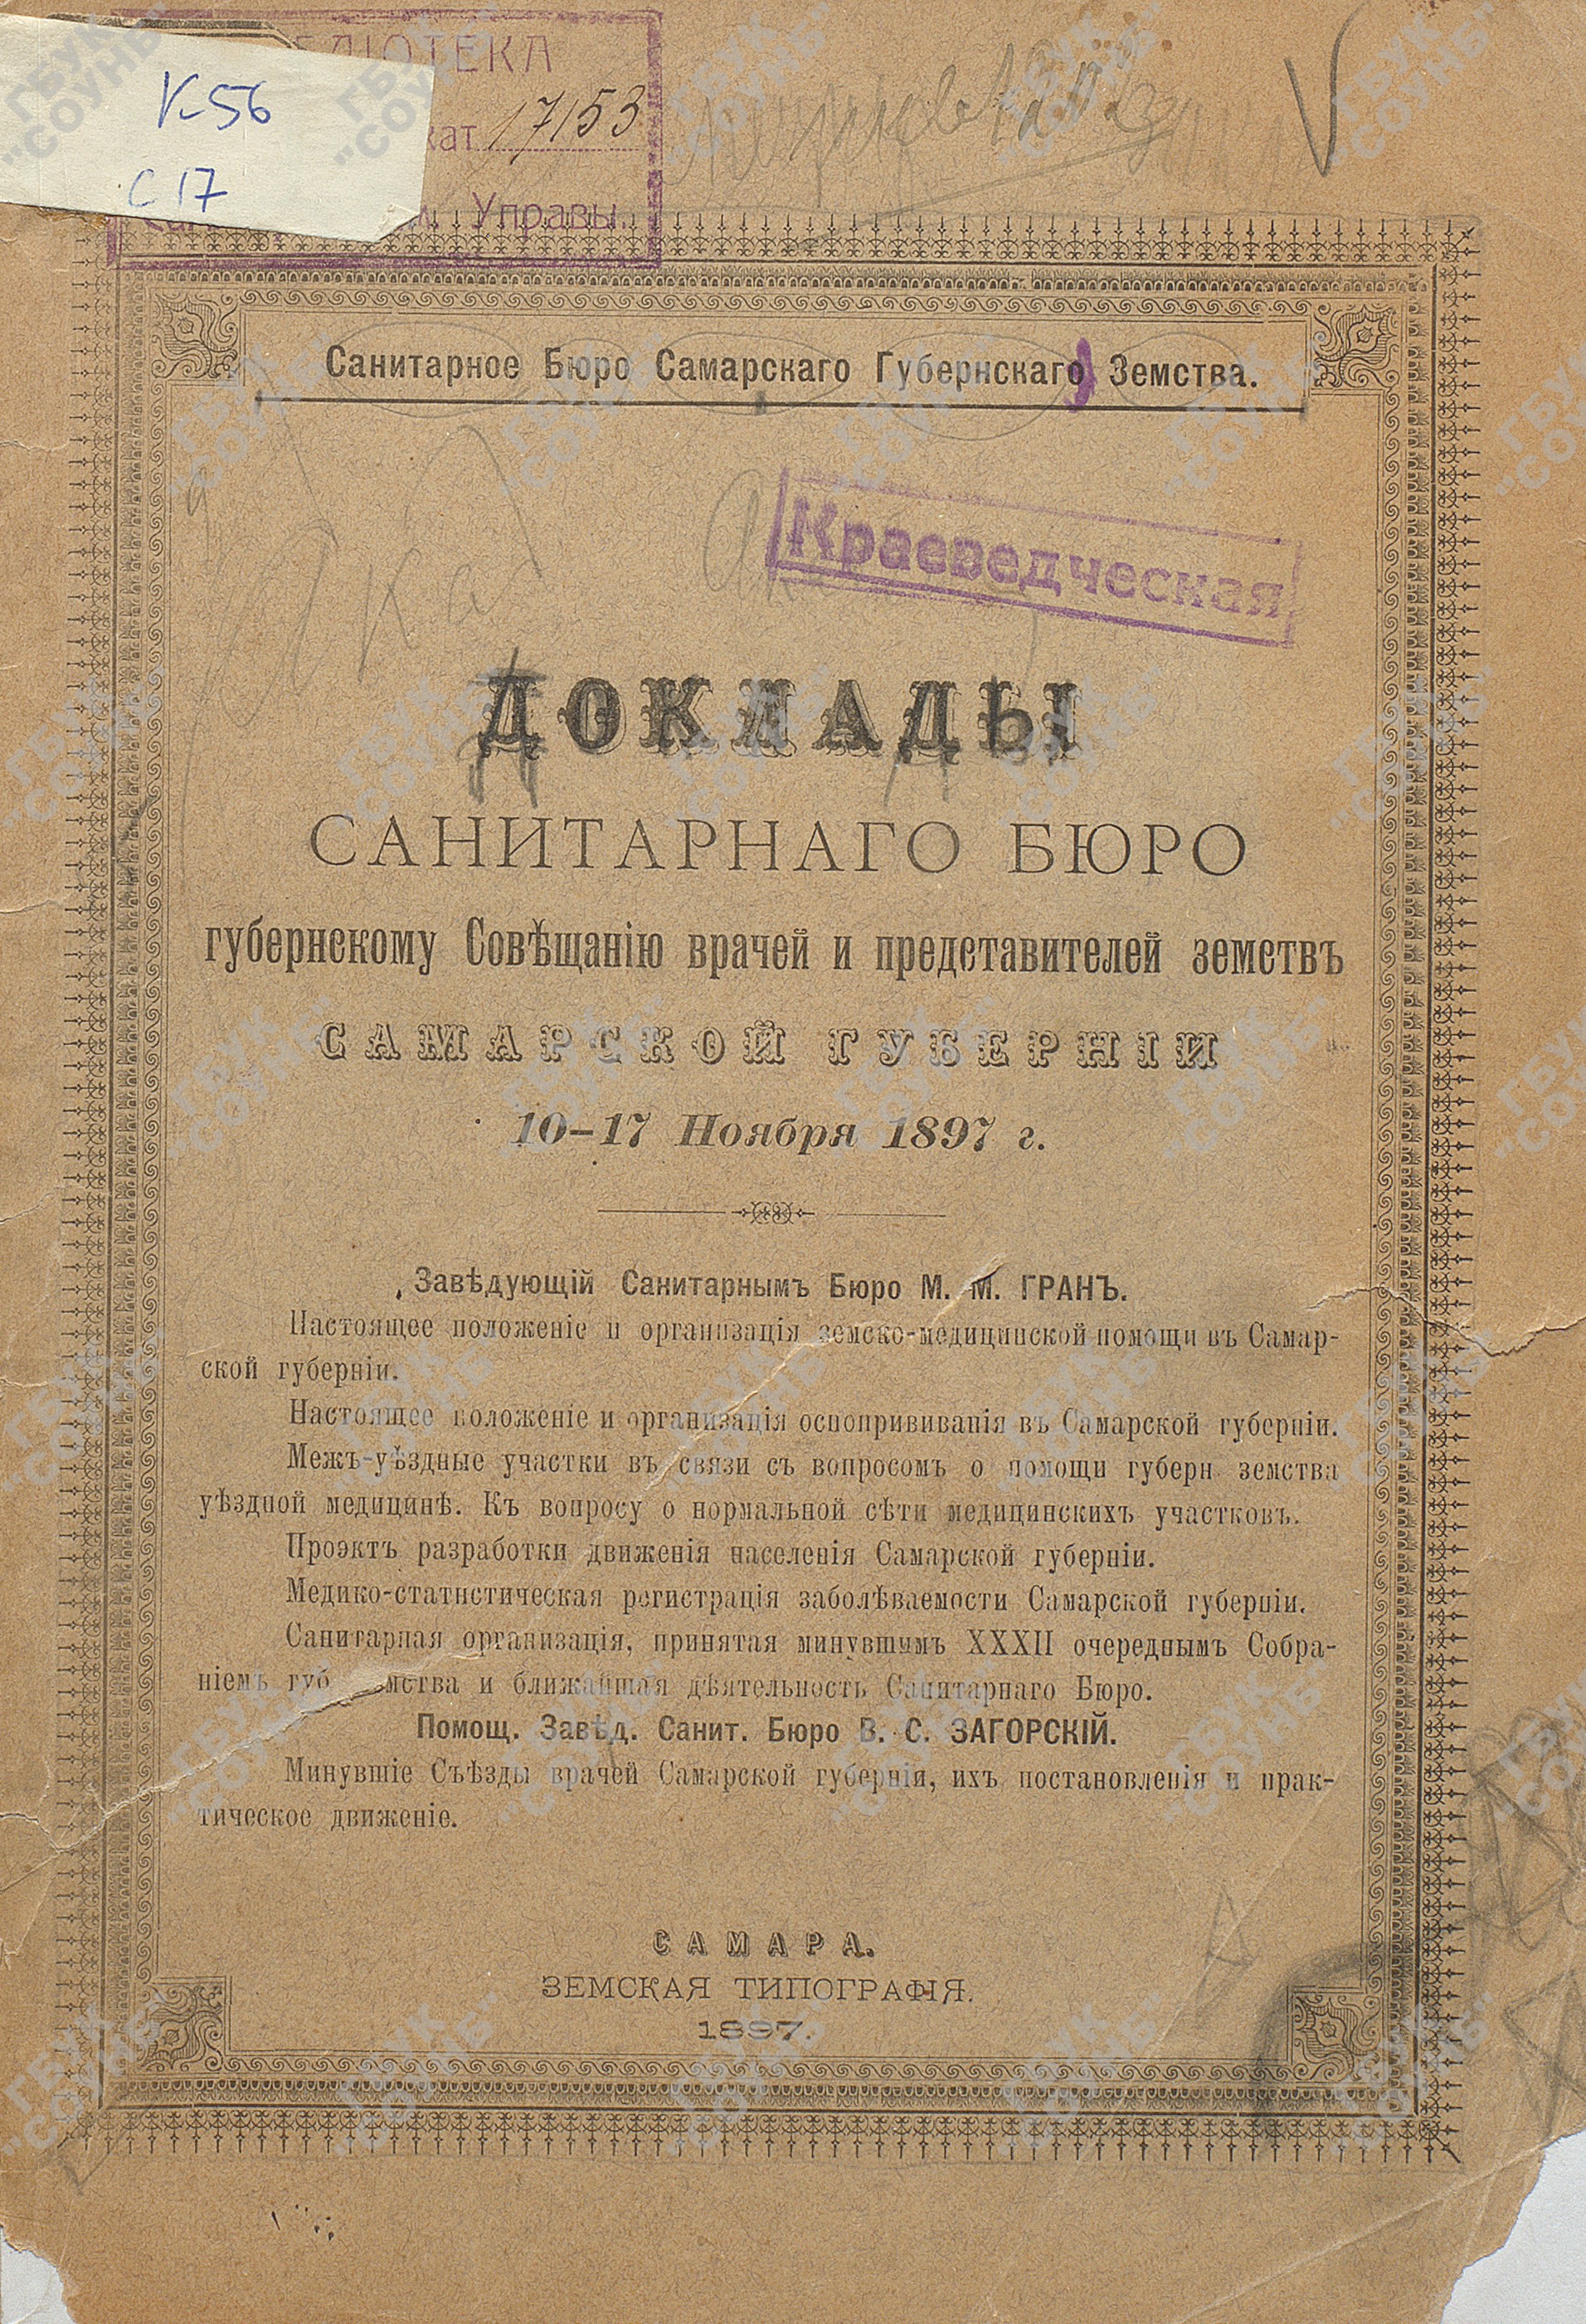 К-56
С 17
ТЕКА
кат 17153
Управы.
Санитарное Бюро Самарскаго Губернскаго Земства.
Краеведческая
ДОКЛАДЫ
САНИТАРНАГО БЮРО
губернскому Совѣщанію врачей и представителей земствъ
САМАРСКОЙ ГУБЕРНІИ
10–17 Ноября 1897 г.
Завѣдующій Санитарнымъ Бюро М. М. ГРАНЪ.
Настоящее положеніе и организація земско-медицинской помощи въ Самар-
ской губерніи.
Настоящее положеніе и организація оспопрививанія въ Самарской губерніи.
Межъ-уѣздные участки въ связи съ вопросомъ о помощи губерн. земства
уѣздной медицинѣ. Къ вопросу о нормальной сѣти медицинскихъ участковъ.
Проэктъ разработки движенія населенія Самарской губерніи.
Медико-статистическая регистрація заболѣваемости Самарской губерніи.
Санитарная организація, принятая минувшимъ XXXII очереднымъ Собра-
ніемъ губ мства и ближайшая дѣятельность Санитарнаго Бюро.
Помощ. Завѣд. Санит. Бюро В. С. ЗАГОРСКІЙ.
Минувшіе Съѣзды врачей Самарской губерніи, ихъ постановленія и прак-
тическое движеніе.
САМАРА.
ЗЕМСКАЯ ТИПОГРАФІЯ.
1897.
ГБУК "СОУНБ"